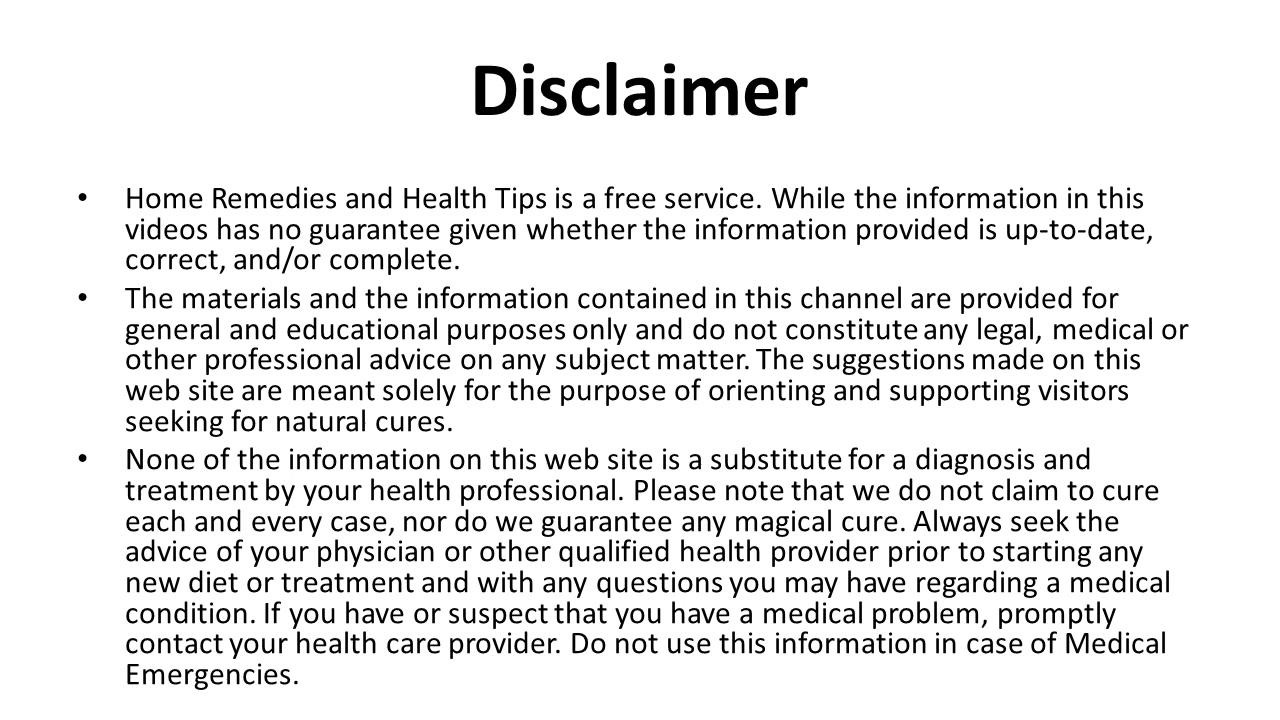 Disclaimer
• Home Remedies and Health Tips is a free service. While the information in this
videos has no guarantee given whether the information provided is up-to-date,
correct, and/or complete.
• The materials and the information contained in this channel are provided for
general and educational purposes only and do not constitute any legal, medical or
other professional advice on any subject matter. The suggestions made on this
web site are meant solely for the purpose of orienting and supporting visitors
seeking for natural cures.
• None of the information on this web site is a substitute for a diagnosis and
treatment by your health professional. Please note that we do not claim to cure
each and every case, nor do we guarantee any magical cure. Always seek the
advice of your physician or other qualified health provider prior to starting any
new diet or treatment and with any questions you may have regarding a medical
condition. If you have or suspect that you have a medical problem, promptly
contact your health care provider. Do not use this information in case of Medical
Emergencies.